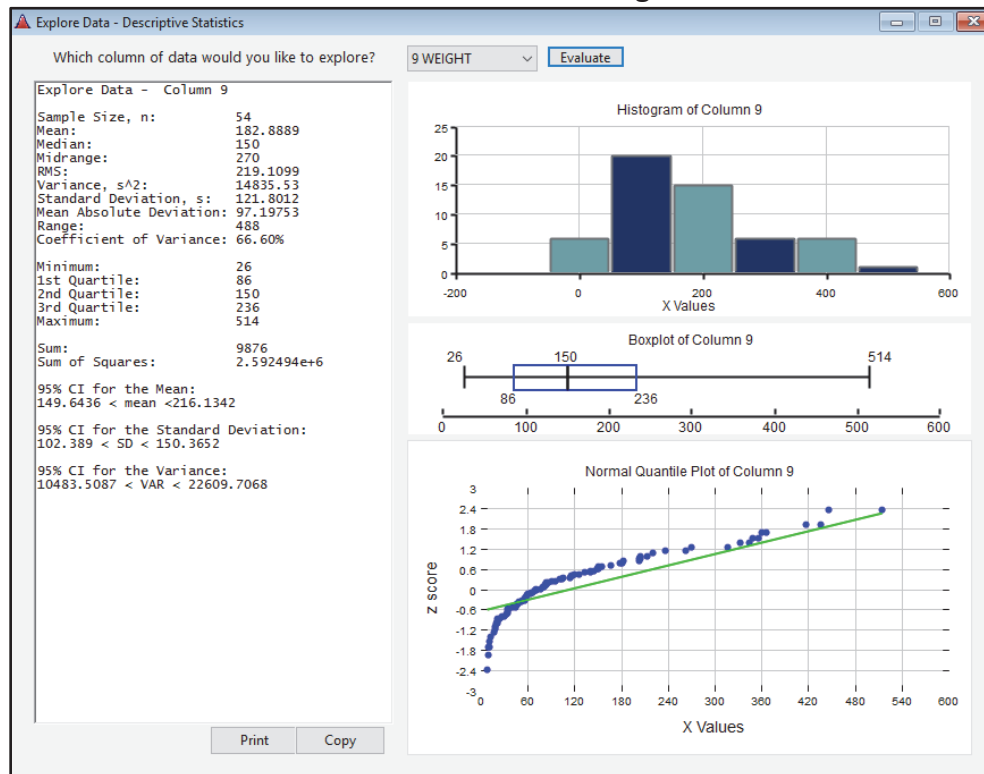 Explore Data - Descriptive Statistics
Which column of data would you like to explore? 9 WEIGHT Evaluate
Explore Data - Column 9
Sample Size, n: 54
Mean: 182.8889
Median: 150
Midrange: 270
RMS: 219.1099
Variance, s^2: 14835.53
Standard Deviation, s: 121.8012
Mean Absolute Deviation: 97.19753
Range: 488
Coefficient of Variance: 66.60%
Minimum: 26
1st Quartile: 86
2nd Quartile: 150
3rd Quartile: 236
Maximum: 514
Sum: 9876
Sum of Squares: 2.592494e+6
95% CI for the Mean:
149.6436 < mean <216.1342
95% CI for the Standard Deviation:
102.389 < SD < 150.3652
95% CI for the Variance:
10483.5087 < VAR < 22609.7068
Print Copy
Histogram of Column 9
25
20
15
10
5
0
-200 0 200 400 600
X Values
Boxplot of Column 9
26 150 514
86 236
0 100 200 300 400 500 600
Normal Quantile Plot of Column 9
3
2.4
1.8
1.2
0.6
0
-0.6
-1.2
-1.8
-2.4
-3
z score
0 60 120 180 240 300 360 420 480 540 600
X Values